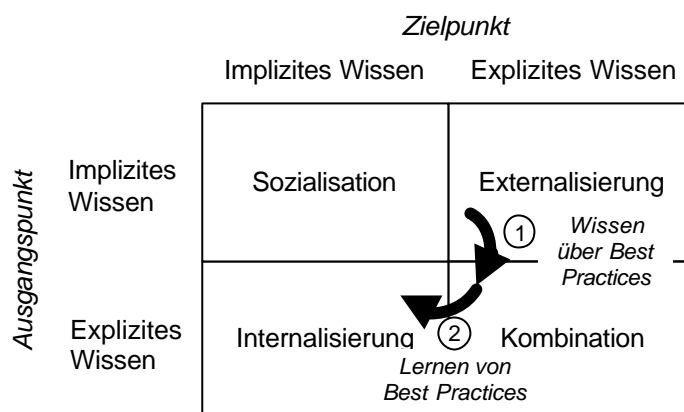 Zielpunkt
Implizites Wissen Explizites Wissen
Ausgangspunkt
Implizites
Wissen
Sozialisation
Externalisierung
1
Wissen
über Best
Practices
Explizites
Wissen
Internalisierung
2
Kombination
Lernen von
Best Practices